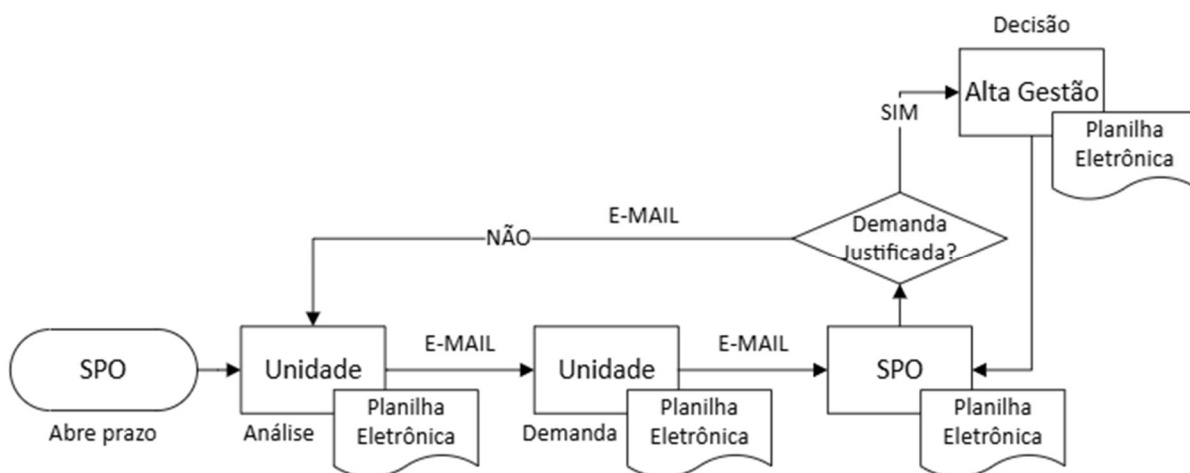 Decisão
Alta Gestão
Planilha
Eletrônica
SIM
E-MAIL
NÃO
Demanda
Justificada?
SPO
Abre prazo
Unidade
Análise
Planilha
Eletrônica
E-MAIL
Unidade
Demanda
Planilha
Eletrônica
E-MAIL
SPO
Planilha
Eletrônica